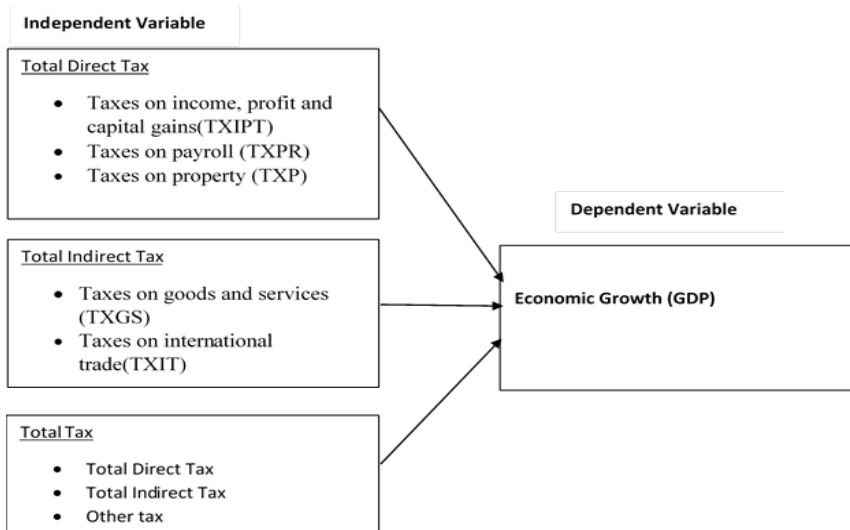 Independent Variable
Total Direct Tax
• Taxes on income, profit and
capital gains(TXIPT)
• Taxes on payroll (TXPR)
• Taxes on property (TXP)
Dependent Variable
Total Indirect Tax
• Taxes on goods and services
(TXGS)
• Taxes on international
trade(TXIT)
Economic Growth (GDP)
Total Tax
• Total Direct Tax
• Total Indirect Tax
• Other tax